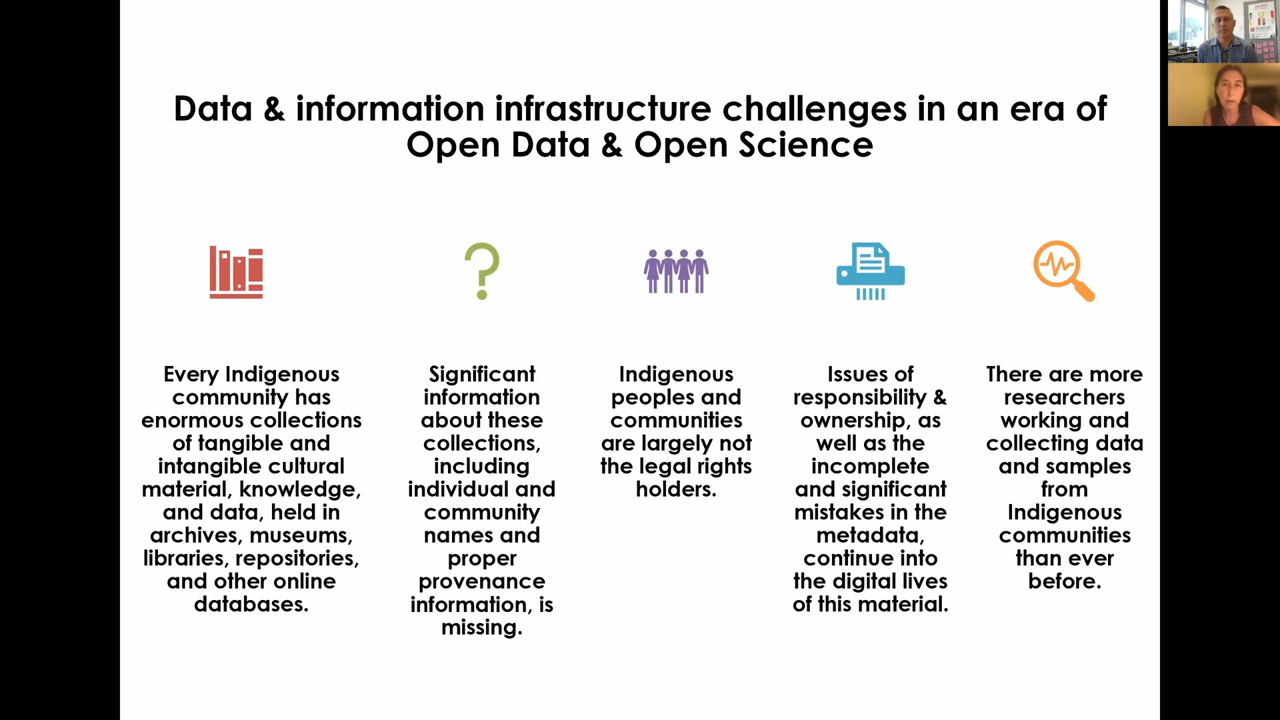 Data & information infrastructure challenges in an era of
Open Data & Open Science
Every Indigenous
community has
enormous collections
of tangible and
intangible cultural
material, knowledge,
and data, held in
archives, museums,
libraries, repositories,
and other online
databases.
Significant
information
about these
collections,
including
individual and
community
names and
proper
provenance
information, is
missing.
Indigenous
peoples and
communities
are largely not
the legal rights
holders.
Issues of
responsibility &
ownership, as
well as the
incomplete
and significant
mistakes in the
metadata,
continue into
the digital lives
of this material.
There are more
researchers
working and
collecting data
and samples
from
Indigenous
communities
than ever
before.